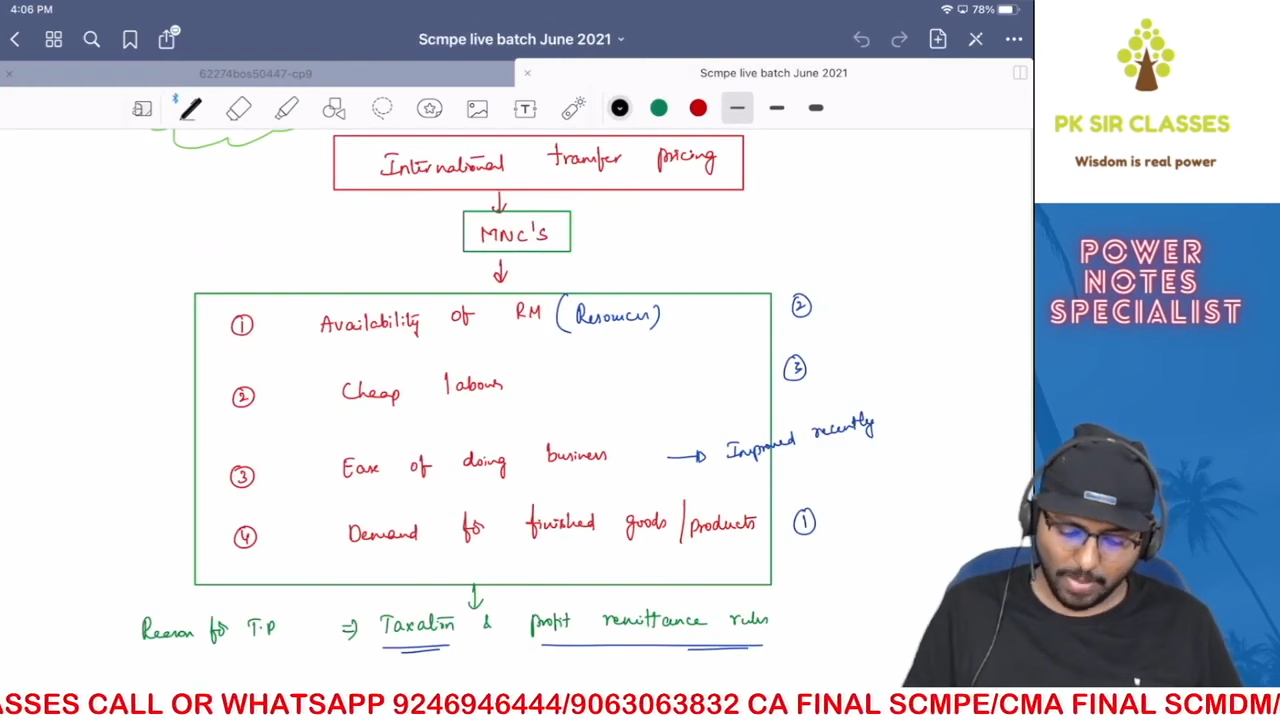 4:06 PM
78%
Scmpe live batch June 2021
62274bos50447-cp9
Scmpe live batch June 2021
International transfer pricing
MNC'S
① Availability of RM (Resources) ②
② Cheap labour ③
③ Ease of doing business → Improved recently
④ Demand for finished goods/products ①
Reason for T.P ⇒ Taxation & profit remittance rules
PK SIR CLASSES
Wisdom is real power
POWER
NOTES
SPECIALIST
ASSES CALL OR WHATSAPP 9246946444/9063063832 CA FINAL SCMPE/CMA FINAL SCMDM/